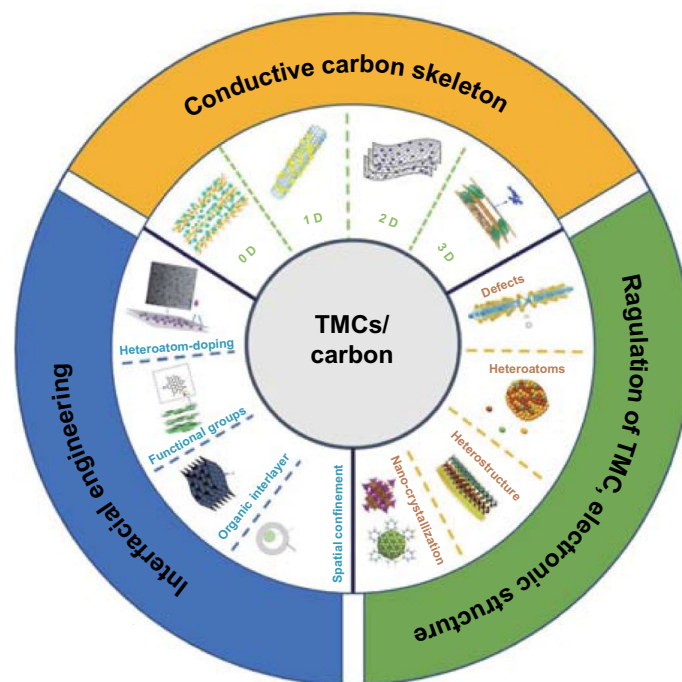 Conductive carbon skeleton
0 D
1 D
2 D
3 D
TMCs/
carbon
Defects
Heteroatoms
Heterostructure
Nano-crystallization
Ragulation of TMC, electronic structure
Heteroatom-doping
Functional groups
Organic interlayer
Spatial confinement
Interfacial engineering